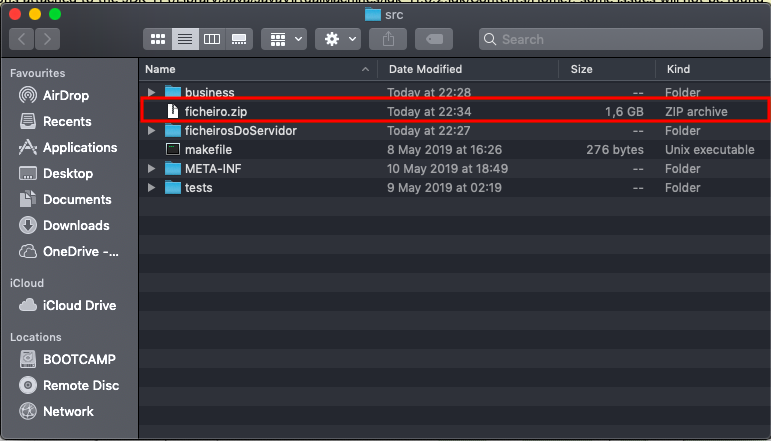 src
Search
Favourites
AirDrop
Recents
Applications
Desktop
Documents
Downloads
OneDrive -...
iCloud
iCloud Drive
Locations
BOOTCAMP
Remote Disc
Network
Name Date Modified Size Kind
business Today at 22:28 -- Folder
ficheiro.zip Today at 22:34 1,6 GB ZIP archive
ficheirosDoServidor Today at 22:27 -- Folder
makefile 8 May 2019 at 16:26 276 bytes Unix executable
META-INF 10 May 2019 at 18:49 -- Folder
tests 9 May 2019 at 02:19 -- Folder